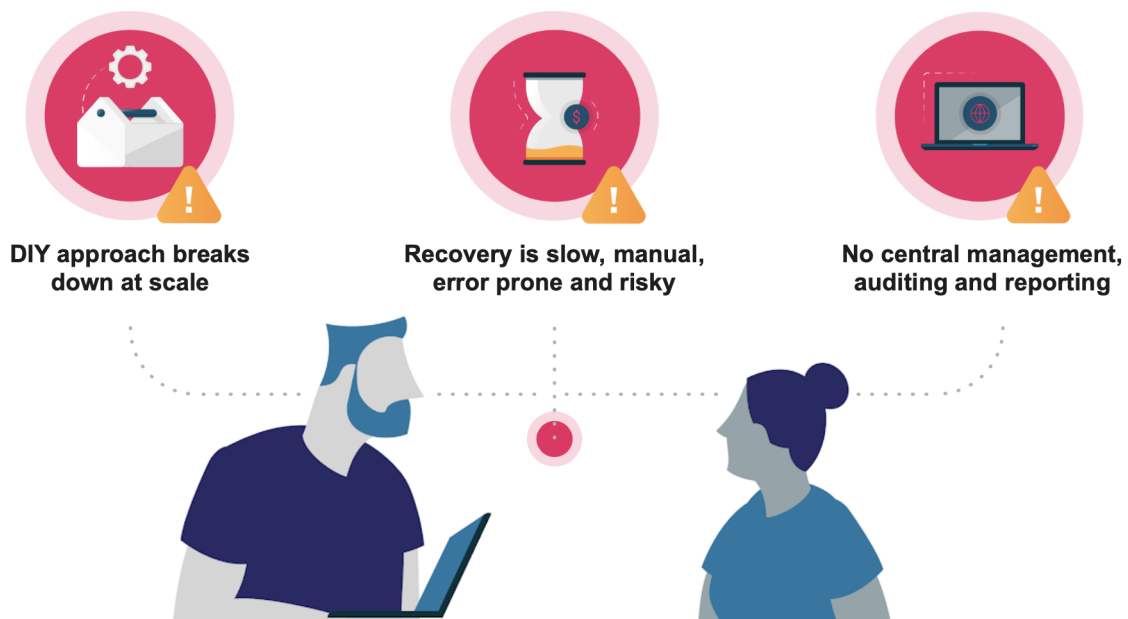 !
!
!
$
DIY approach breaks
down at scale
Recovery is slow, manual,
error prone and risky
No central management,
auditing and reporting